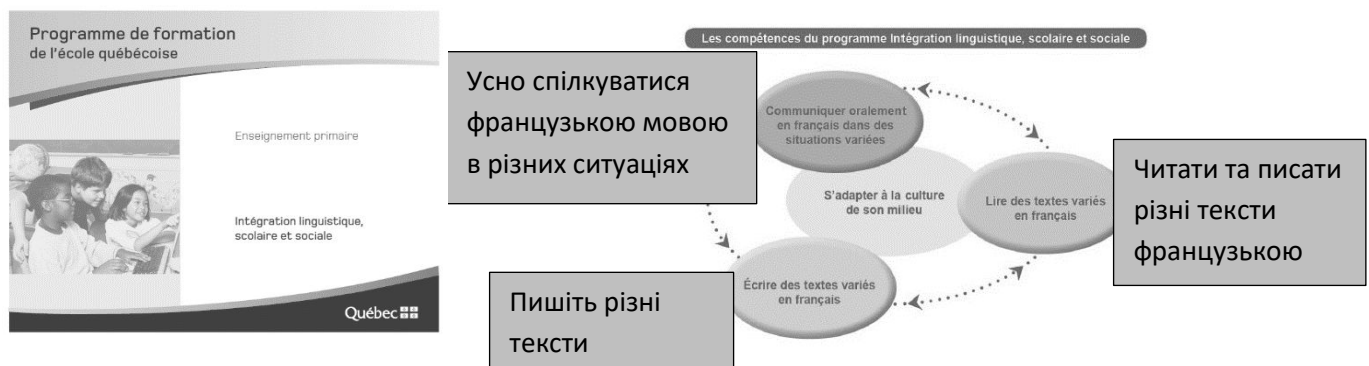 Programme de formation
de l'école québécoise
Enseignement primaire
Intégration linguistique,
scolaire et sociale
Québec
Les compétences du programme Intégration linguistique, scolaire et sociale
Усно спілкуватися
французькою мовою
в різних ситуаціях
Communiquer oralement
en français dans des
situations variées
S'adapter à la culture
de son milieu
Lire des textes variés
en français
Читати та писати
різні тексти
французькою
Écrire des textes variés
en français
Пишіть різні
тексти